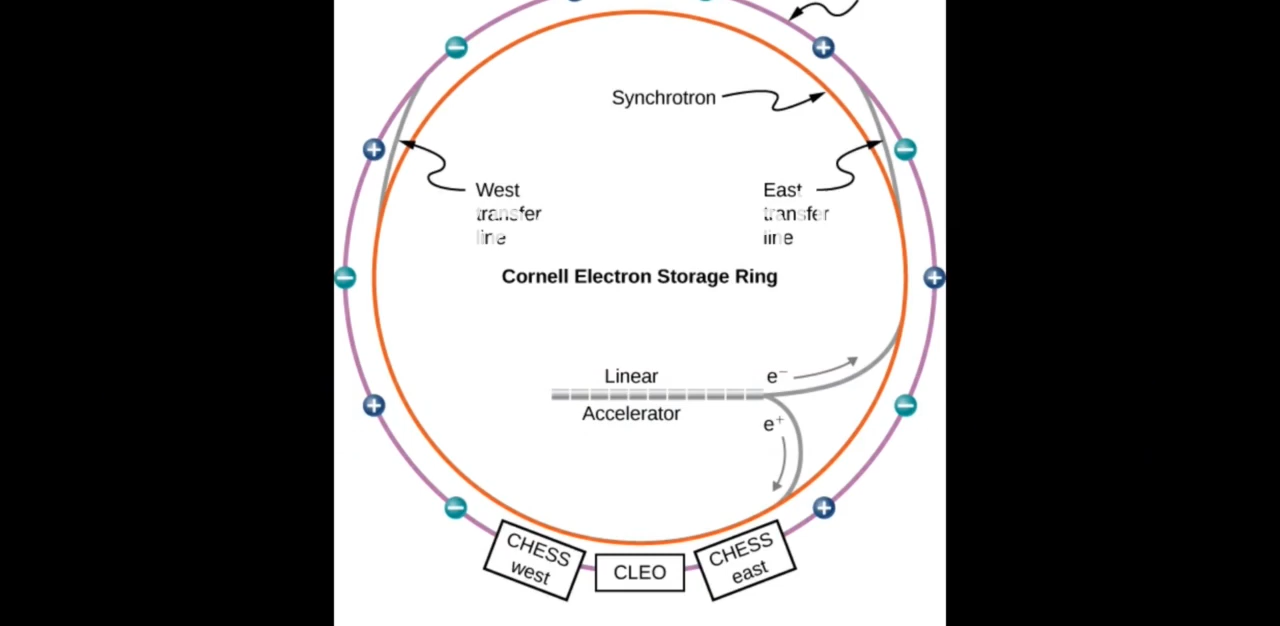 Synchrotron
West
transfer
line
East
transfer
line
Cornell Electron Storage Ring
Linear
Accelerator
e⁻
e⁺
CHESS
west
CLEO
CHESS
east